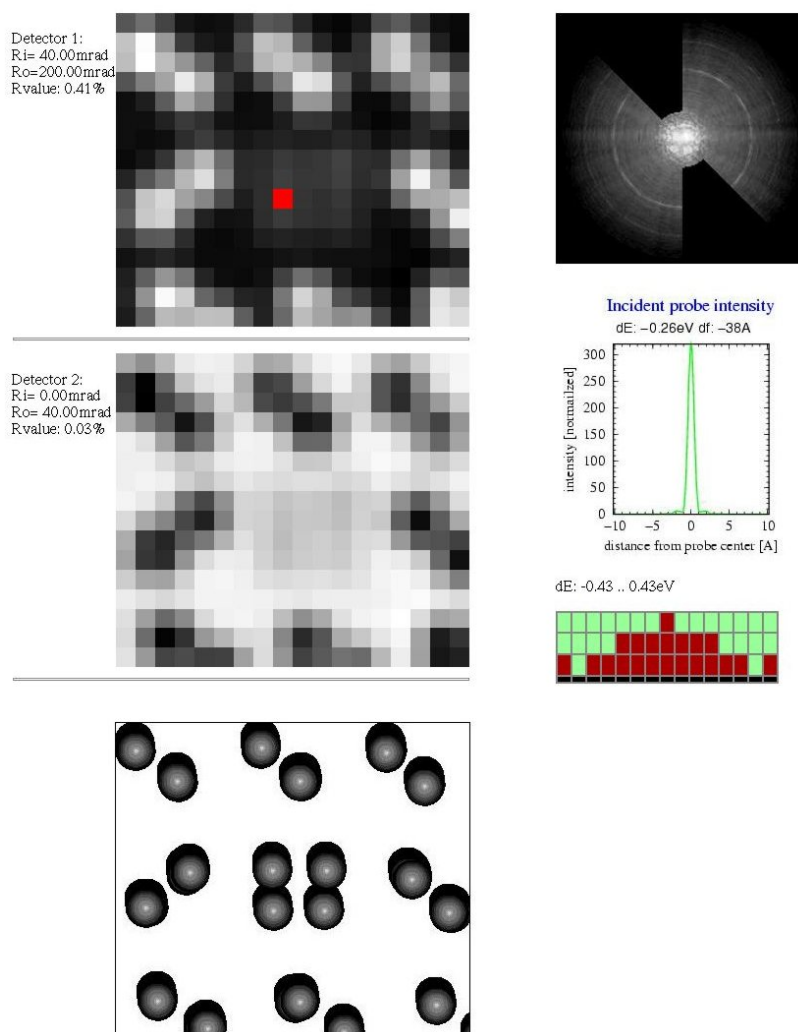 Detector 1:
Ri= 40.00mrad
Ro=200.00mrad
Rvalue: 0.41%
Detector 2:
Ri= 0.00mrad
Ro= 40.00mrad
Rvalue: 0.03%
Incident probe intensity
dE: −0.26eV df: −38A
intensity [normailzed]
300
250
200
150
100
50
0
−10 −5 0 5 10
distance from probe center [A]
dE: -0.43 .. 0.43eV